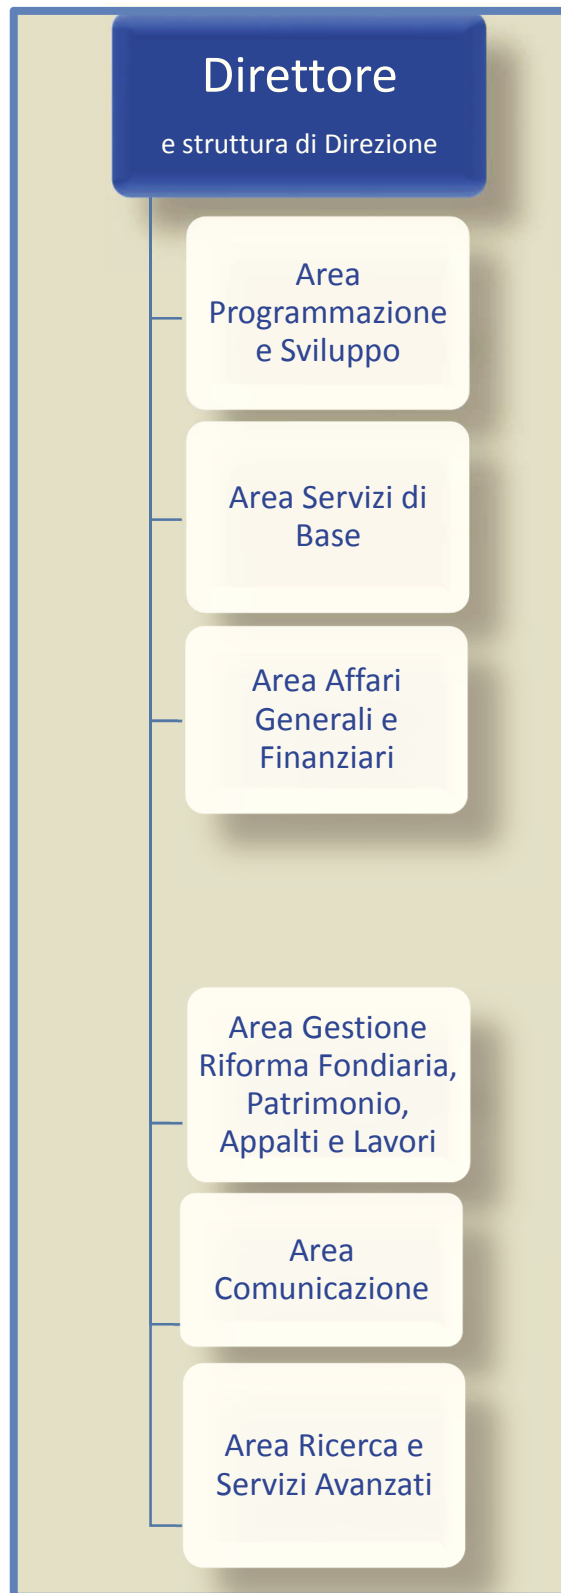 Direttore
e struttura di Direzione
Area
Programmazione
e Sviluppo
Area Servizi di
Base
Area Affari
Generali e
Finanziari
Area Gestione
Riforma Fondiaria,
Patrimonio,
Appalti e Lavori
Area
Comunicazione
Area Ricerca e
Servizi Avanzati